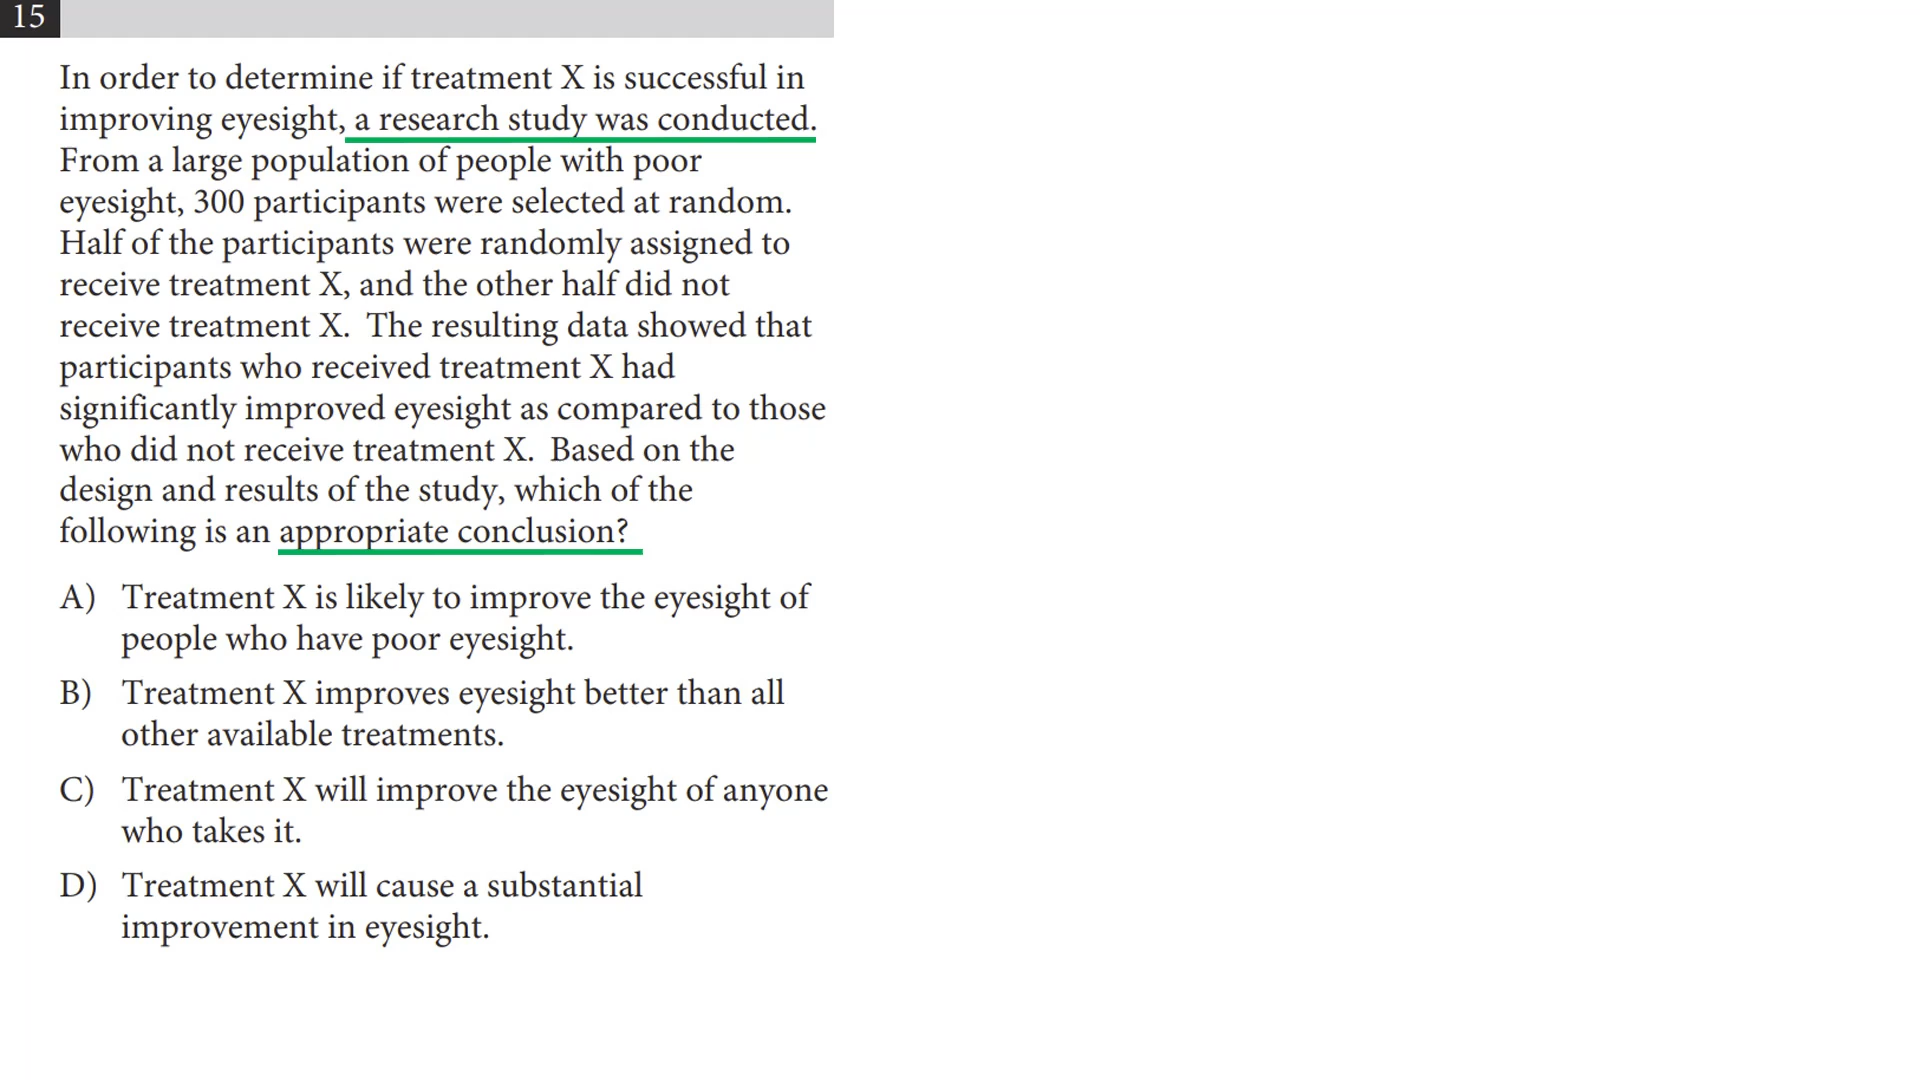 15
In order to determine if treatment X is successful in
improving eyesight, a research study was conducted.
From a large population of people with poor
eyesight, 300 participants were selected at random.
Half of the participants were randomly assigned to
receive treatment X, and the other half did not
receive treatment X. The resulting data showed that
participants who received treatment X had
significantly improved eyesight as compared to those
who did not receive treatment X. Based on the
design and results of the study, which of the
following is an appropriate conclusion?
A) Treatment X is likely to improve the eyesight of
people who have poor eyesight.
B) Treatment X improves eyesight better than all
other available treatments.
C) Treatment X will improve the eyesight of anyone
who takes it.
D) Treatment X will cause a substantial
improvement in eyesight.